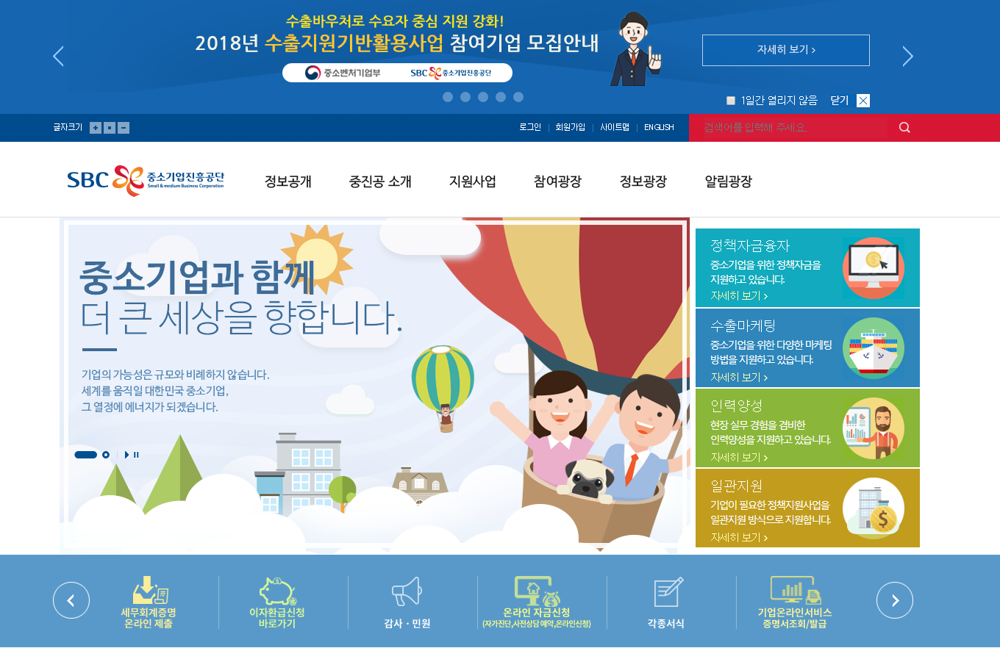 수출바우처로 수요자 중심 지원 강화!
2018년 수출지원기반활용사업 참여기업 모집안내
중소벤처기업부 SBC 중소기업진흥공단
자세히 보기 >
1일간 열리지 않음 닫기
글자크기
로그인 회원가입 사이트맵 ENGLISH
검색어를 입력해 주세요.
SBC 중소기업진흥공단
Small & medium Business Corporation
정보공개 중진공 소개 지원사업 참여광장 정보광장 알림광장
중소기업과 함께
더 큰 세상을 향합니다.
기업의 가능성은 규모와 비례하지 않습니다.
세계를 움직일 대한민국 중소기업,
그 열정에 에너지가 되겠습니다.
정책자금융자
중소기업을 위한 정책자금을
지원하고 있습니다.
자세히 보기 >
수출마케팅
중소기업을 위한 다양한 마케팅
방법을 지원하고 있습니다.
자세히 보기 >
인력양성
현장 실무 경험을 겸비한
인력양성을 지원하고 있습니다.
자세히 보기 >
일관지원
기업이 필요한 정책지원사업을
일관지원 방식으로 지원합니다.
자세히 보기 >
세무회계증명
온라인 제출
이자환급신청
바로가기
감사 · 민원
온라인 자금신청
(자가진단,사전상담 예약,온라인신청)
각종서식
기업온라인서비스
증명서조회/발급